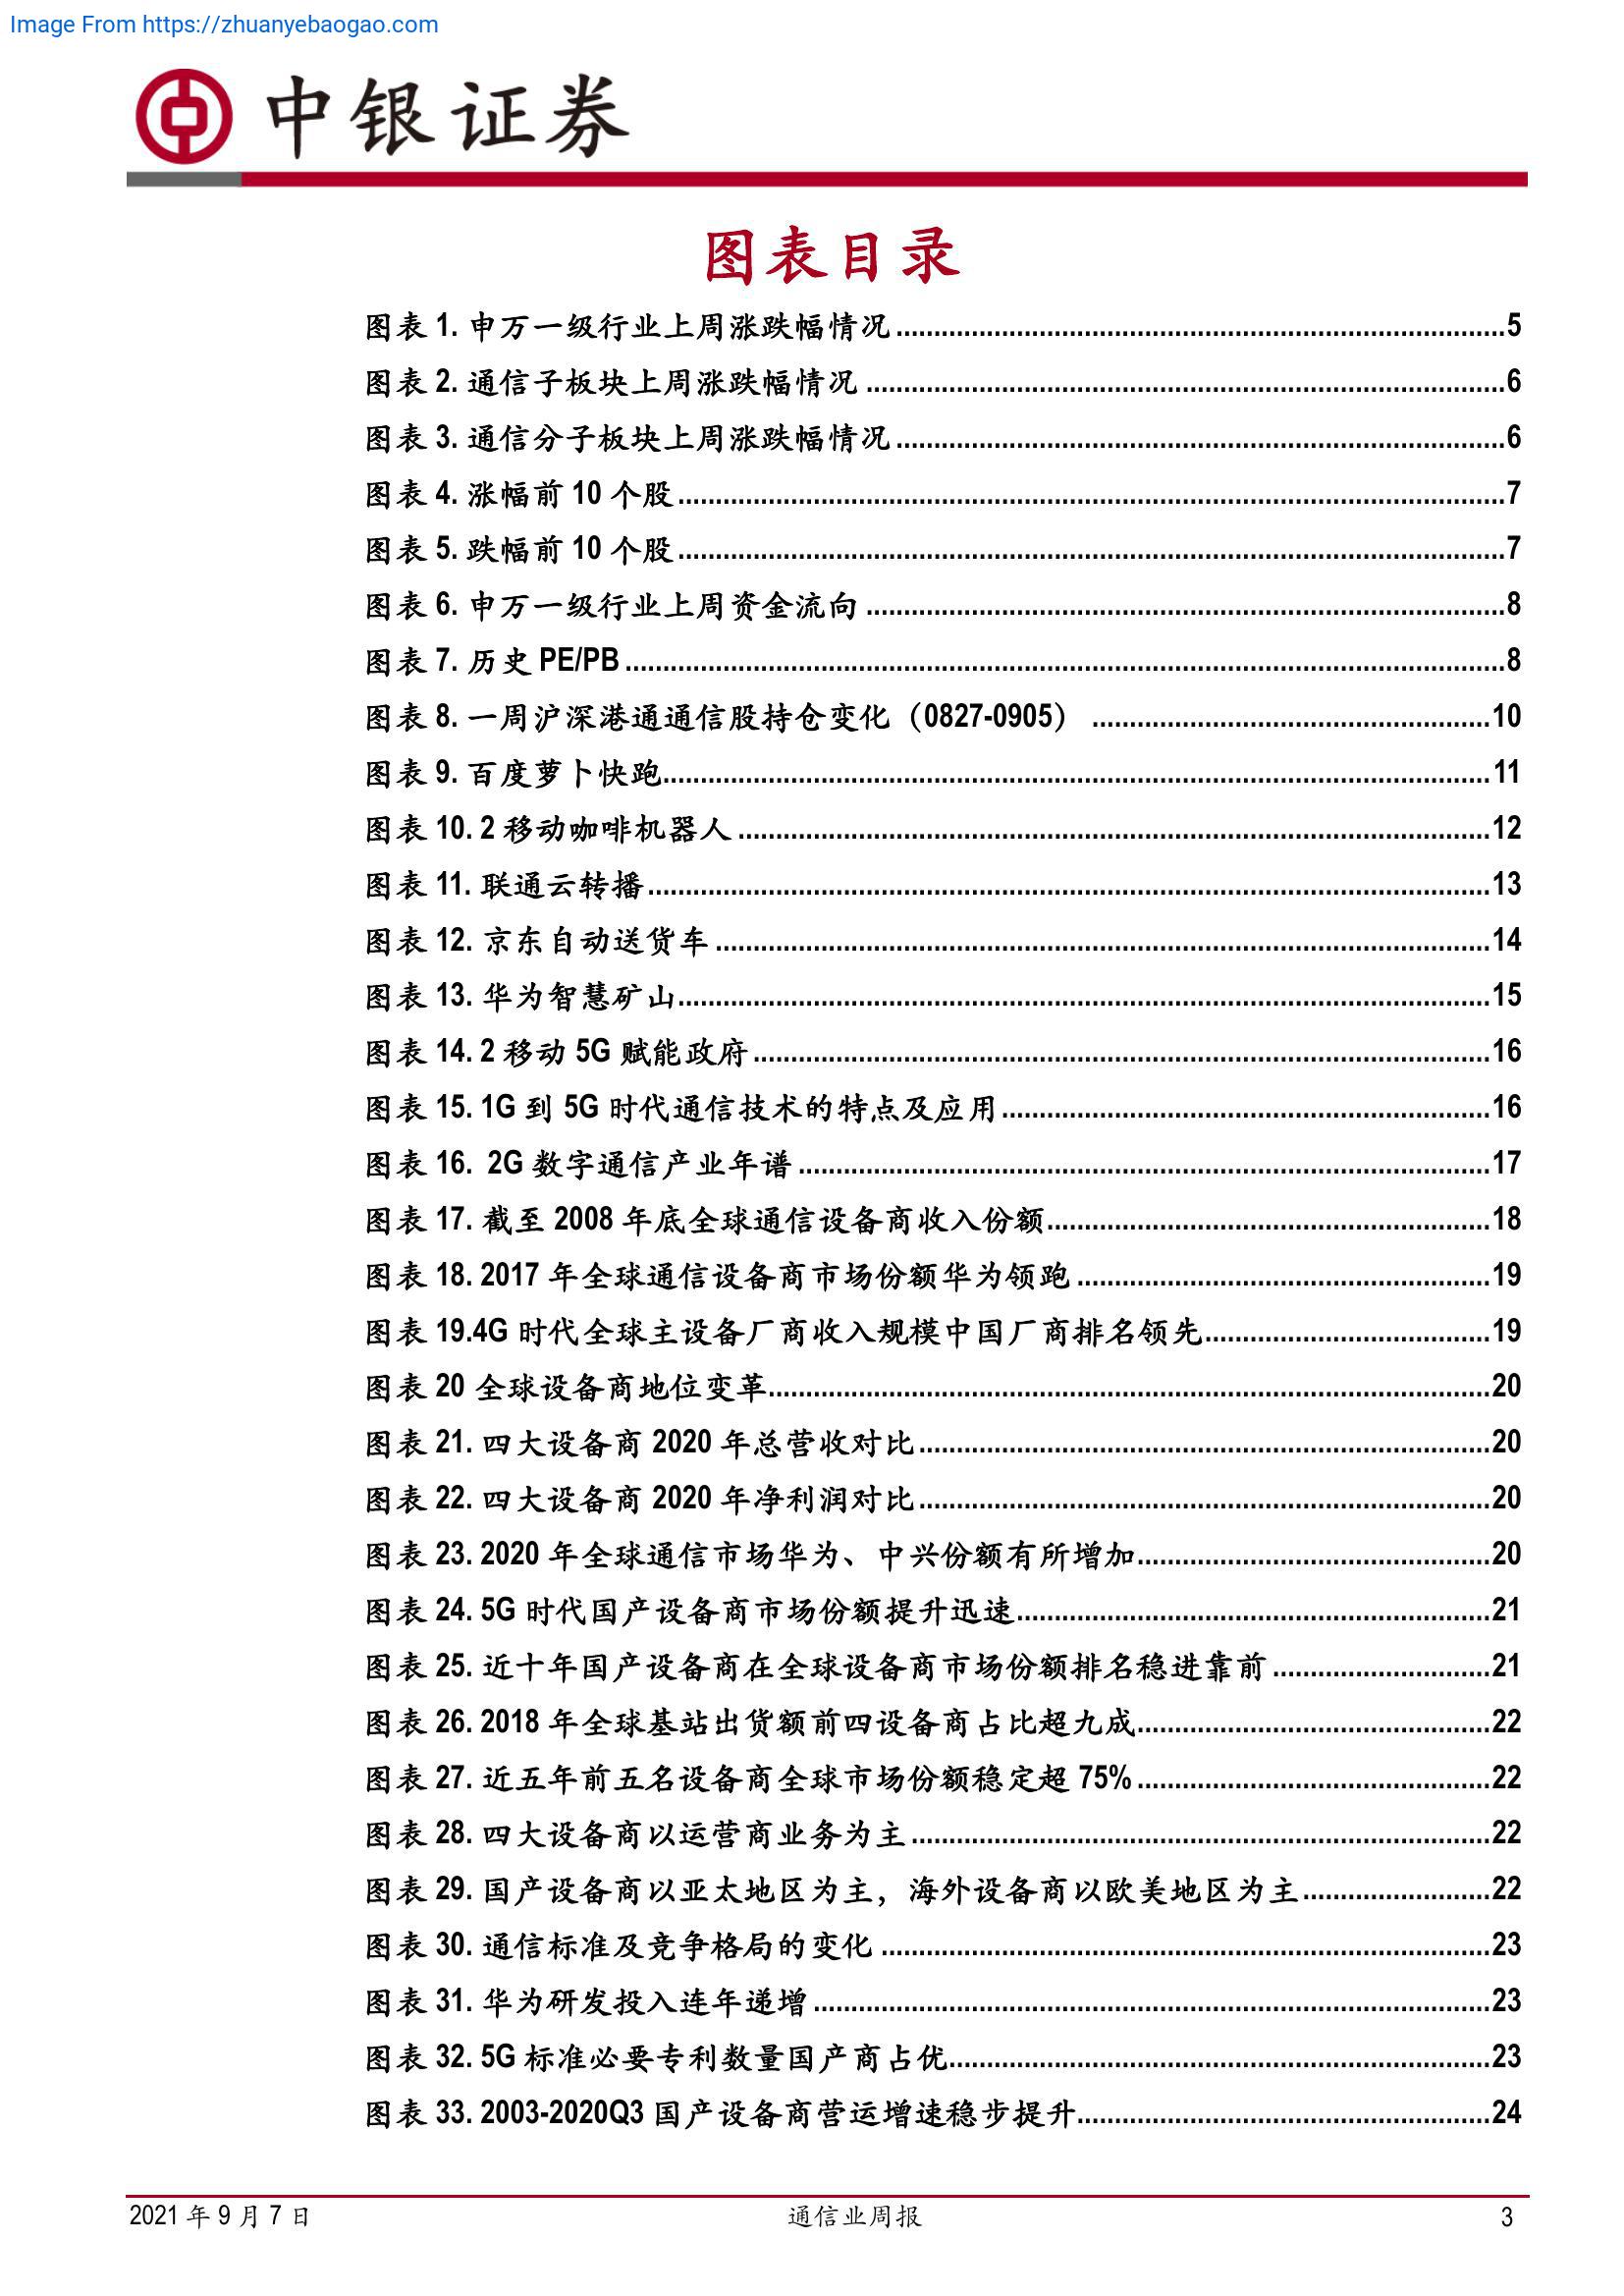 Image From https://zhuanyebaogao.com
中银证券
图表目录
图表 1. 申万一级行业上周涨跌幅情况......5
图表 2. 通信子板块上周涨跌幅情况......6
图表 3. 通信分子板块上周涨跌幅情况......6
图表 4. 涨幅前 10 个股......7
图表 5. 跌幅前 10 个股......7
图表 6. 申万一级行业上周资金流向......8
图表 7. 历史 PE/PB......8
图表 8. 一周沪深港通通信股持仓变化（0827-0905）......10
图表 9. 百度萝卜快跑......11
图表 10. 2 移动咖啡机器人......12
图表 11. 联通云转播......13
图表 12. 京东自动送货车......14
图表 13. 华为智慧矿山......15
图表 14. 2 移动 5G 赋能政府......16
图表 15. 1G 到 5G 时代通信技术的特点及应用......16
图表 16. 2G 数字通信产业年谱......17
图表 17. 截至 2008 年底全球通信设备商收入份额......18
图表 18. 2017 年全球通信设备商市场份额华为领跑......19
图表 19.4G 时代全球主设备厂商收入规模中国厂商排名领先......19
图表 20 全球设备商地位变革......20
图表 21. 四大设备商 2020 年总营收对比......20
图表 22. 四大设备商 2020 年净利润对比......20
图表 23. 2020 年全球通信市场华为、中兴份额有所增加......20
图表 24. 5G 时代国产设备商市场份额提升迅速......21
图表 25. 近十年国产设备商在全球设备商市场份额排名稳进靠前......21
图表 26. 2018 年全球基站出货额前四设备商占比超九成......22
图表 27. 近五年前五名设备商全球市场份额稳定超 75%......22
图表 28. 四大设备商以运营商业务为主......22
图表 29. 国产设备商以亚太地区为主，海外设备商以欧美地区为主......22
图表 30. 通信标准及竞争格局的变化......23
图表 31. 华为研发投入连年递增......23
图表 32. 5G 标准必要专利数量国产商占优......23
图表 33. 2003-2020Q3 国产设备商营运增速稳步提升......24
2021 年 9 月 7 日 通信业周报 3